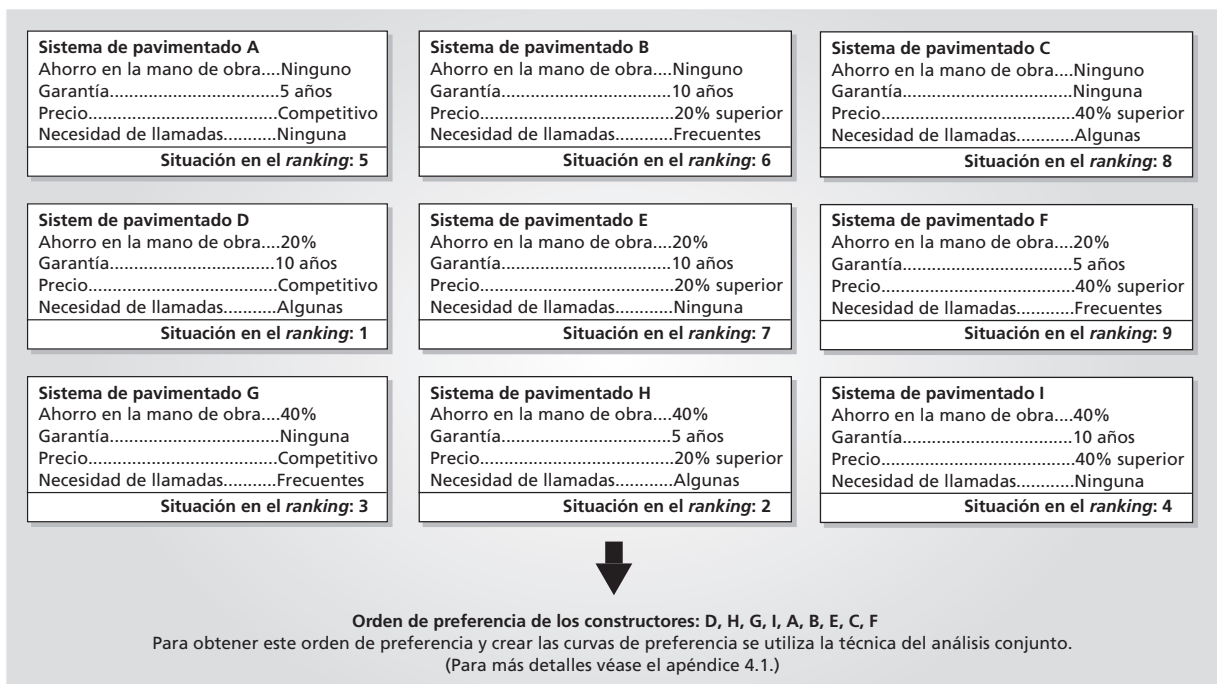 Sistema de pavimentado A
Ahorro en la mano de obra....Ninguno
Garantía..............................5 años
Precio..................................Competitivo
Necesidad de llamadas..........Ninguna
Situación en el ranking: 5
Sistema de pavimentado B
Ahorro en la mano de obra....Ninguno
Garantía..............................10 años
Precio..................................20% superior
Necesidad de llamadas............Frecuentes
Situación en el ranking: 6
Sistema de pavimentado C
Ahorro en la mano de obra....Ninguno
Garantía..............................Ninguna
Precio..................................40% superior
Necesidad de llamadas............Algunas
Situación en el ranking: 8
Sistem de pavimentado D
Ahorro en la mano de obra....20%
Garantía..............................10 años
Precio..................................Competitivo
Necesidad de llamadas...........Algunas
Situación en el ranking: 1
Sistema de pavimentado E
Ahorro en la mano de obra....20%
Garantía..............................10 años
Precio..................................20% superior
Necesidad de llamadas............Ninguna
Situación en el ranking: 7
Sistema de pavimentado F
Ahorro en la mano de obra....20%
Garantía..............................5 años
Precio..................................40% superior
Necesidad de llamadas............Frecuentes
Situación en el ranking: 9
Sistema de pavimentado G
Ahorro en la mano de obra....40%
Garantía..............................Ninguna
Precio..................................Competitivo
Necesidad de llamadas...........Frecuentes
Situación en el ranking: 3
Sistema de pavimentado H
Ahorro en la mano de obra....40%
Garantía..............................5 años
Precio..................................20% superior
Necesidad de llamadas............Algunas
Situación en el ranking: 2
Sistema de pavimentado I
Ahorro en la mano de obra....40%
Garantía..............................10 años
Precio..................................40% superior
Necesidad de llamadas............Ninguna
Situación en el ranking: 4
Orden de preferencia de los constructores: D, H, G, I, A, B, E, C, F
Para obtener este orden de preferencia y crear las curvas de preferencia se utiliza la técnica del análisis conjunto.
(Para más detalles véase el apéndice 4.1.)